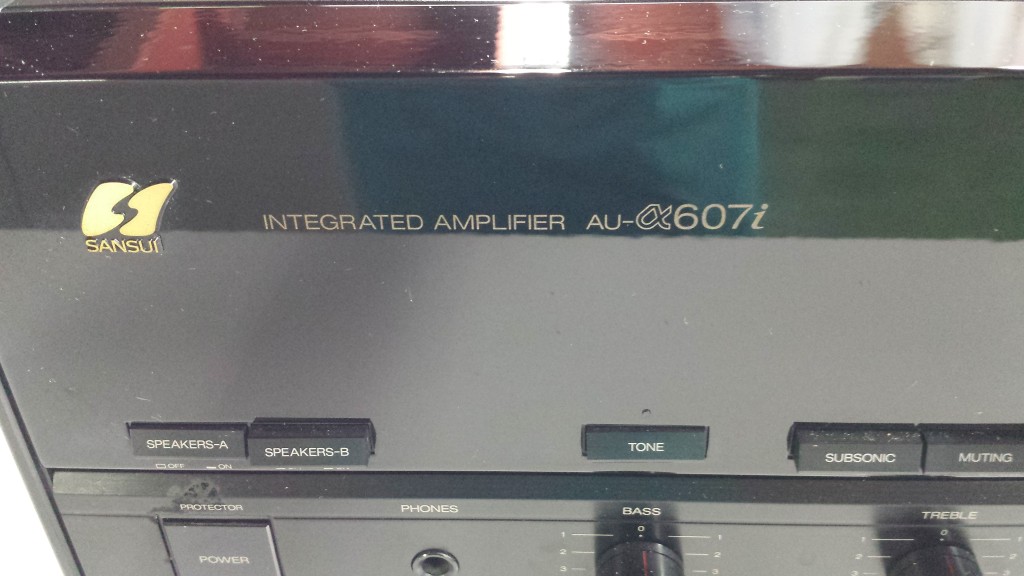 SANSUI
INTEGRATED AMPLIFIER AU-α607i
SPEAKERS-A SPEAKERS-B TONE SUBSONIC MUTING
OFF ON
PROTECTOR PHONES BASS TREBLE
0 0
1 1 1 1
2 2 2 2
3 3
POWER